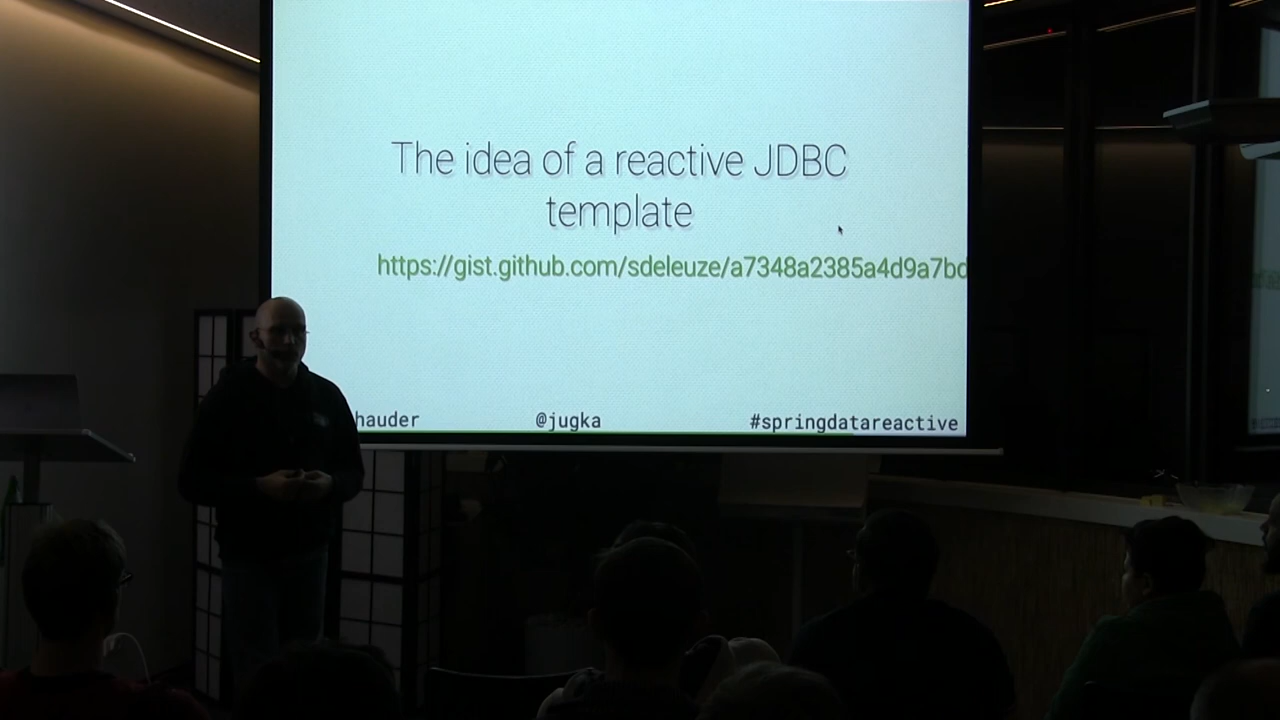 The idea of a reactive JDBC
template
https://gist.github.com/sdeleuze/a7348a2385a4d9a7bd
hauder @jugka #springdatareactive